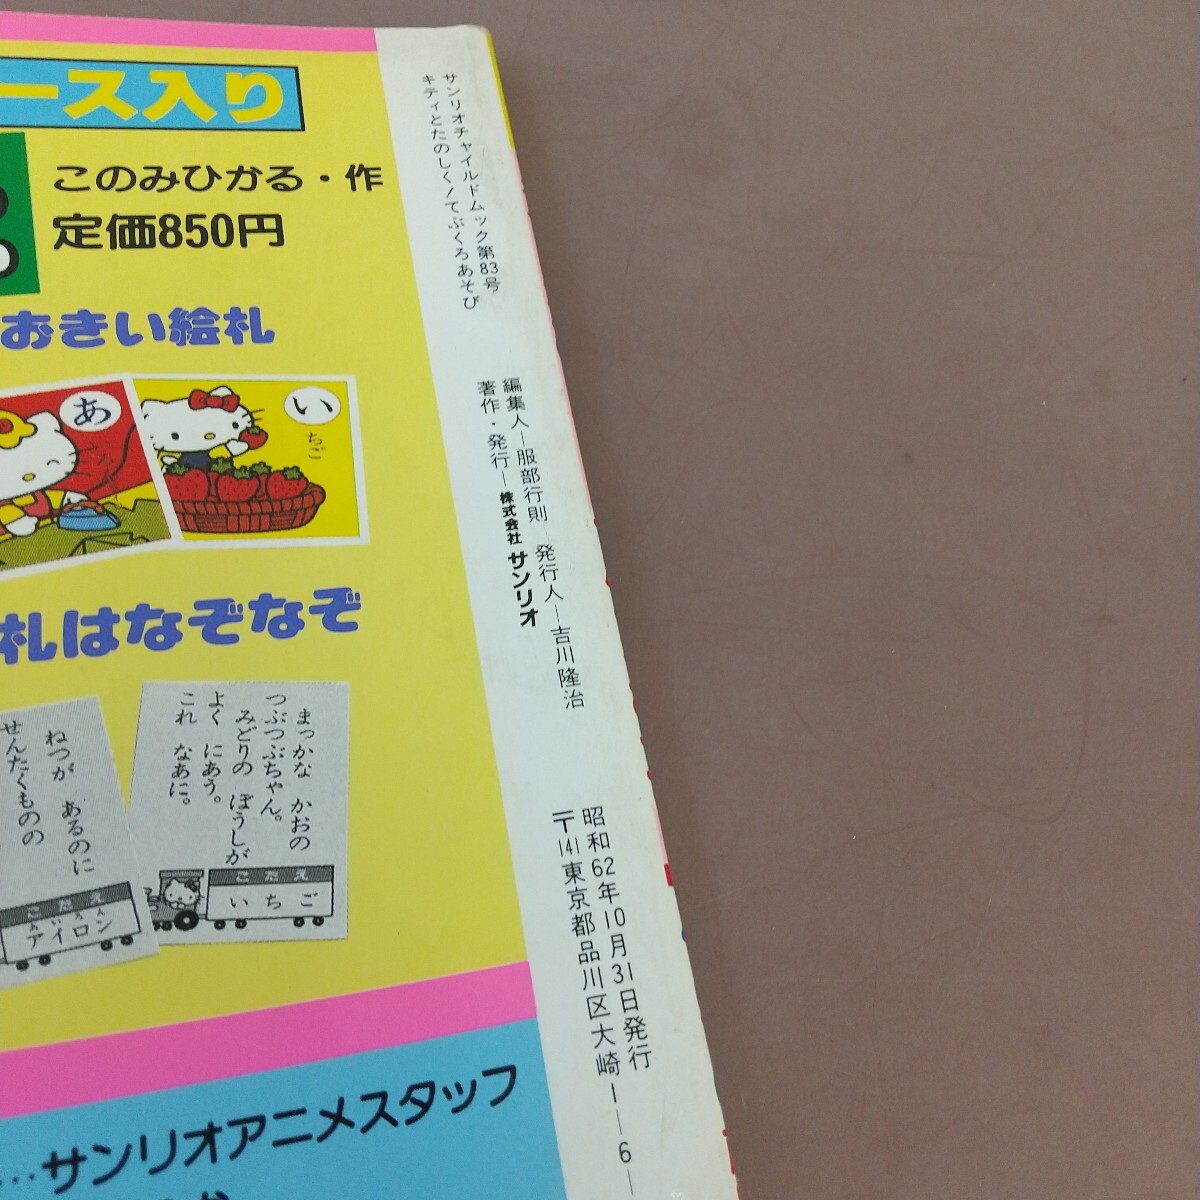 ース入り
このみひかる・作
定価850円
おきい絵札
あ
い
ちご
札はなぞなぞ
まっかな かおの
つぶつぶちゃん。
みどりの ぼうしが
よく にあう。
これ なあに。
こたえ
いちご
ねつが あるのに
せんたくものの
こたえ
アイロン
サンリオチャイルドムック第83号
キティとたのしく!てぶくろあそび
編集人—服部行則 発行人—吉川隆治
著作・発行—株式会社サンリオ
昭和62年10月31日発行
〒141東京都品川区大崎1—6—
…サンリオアニメスタッフ